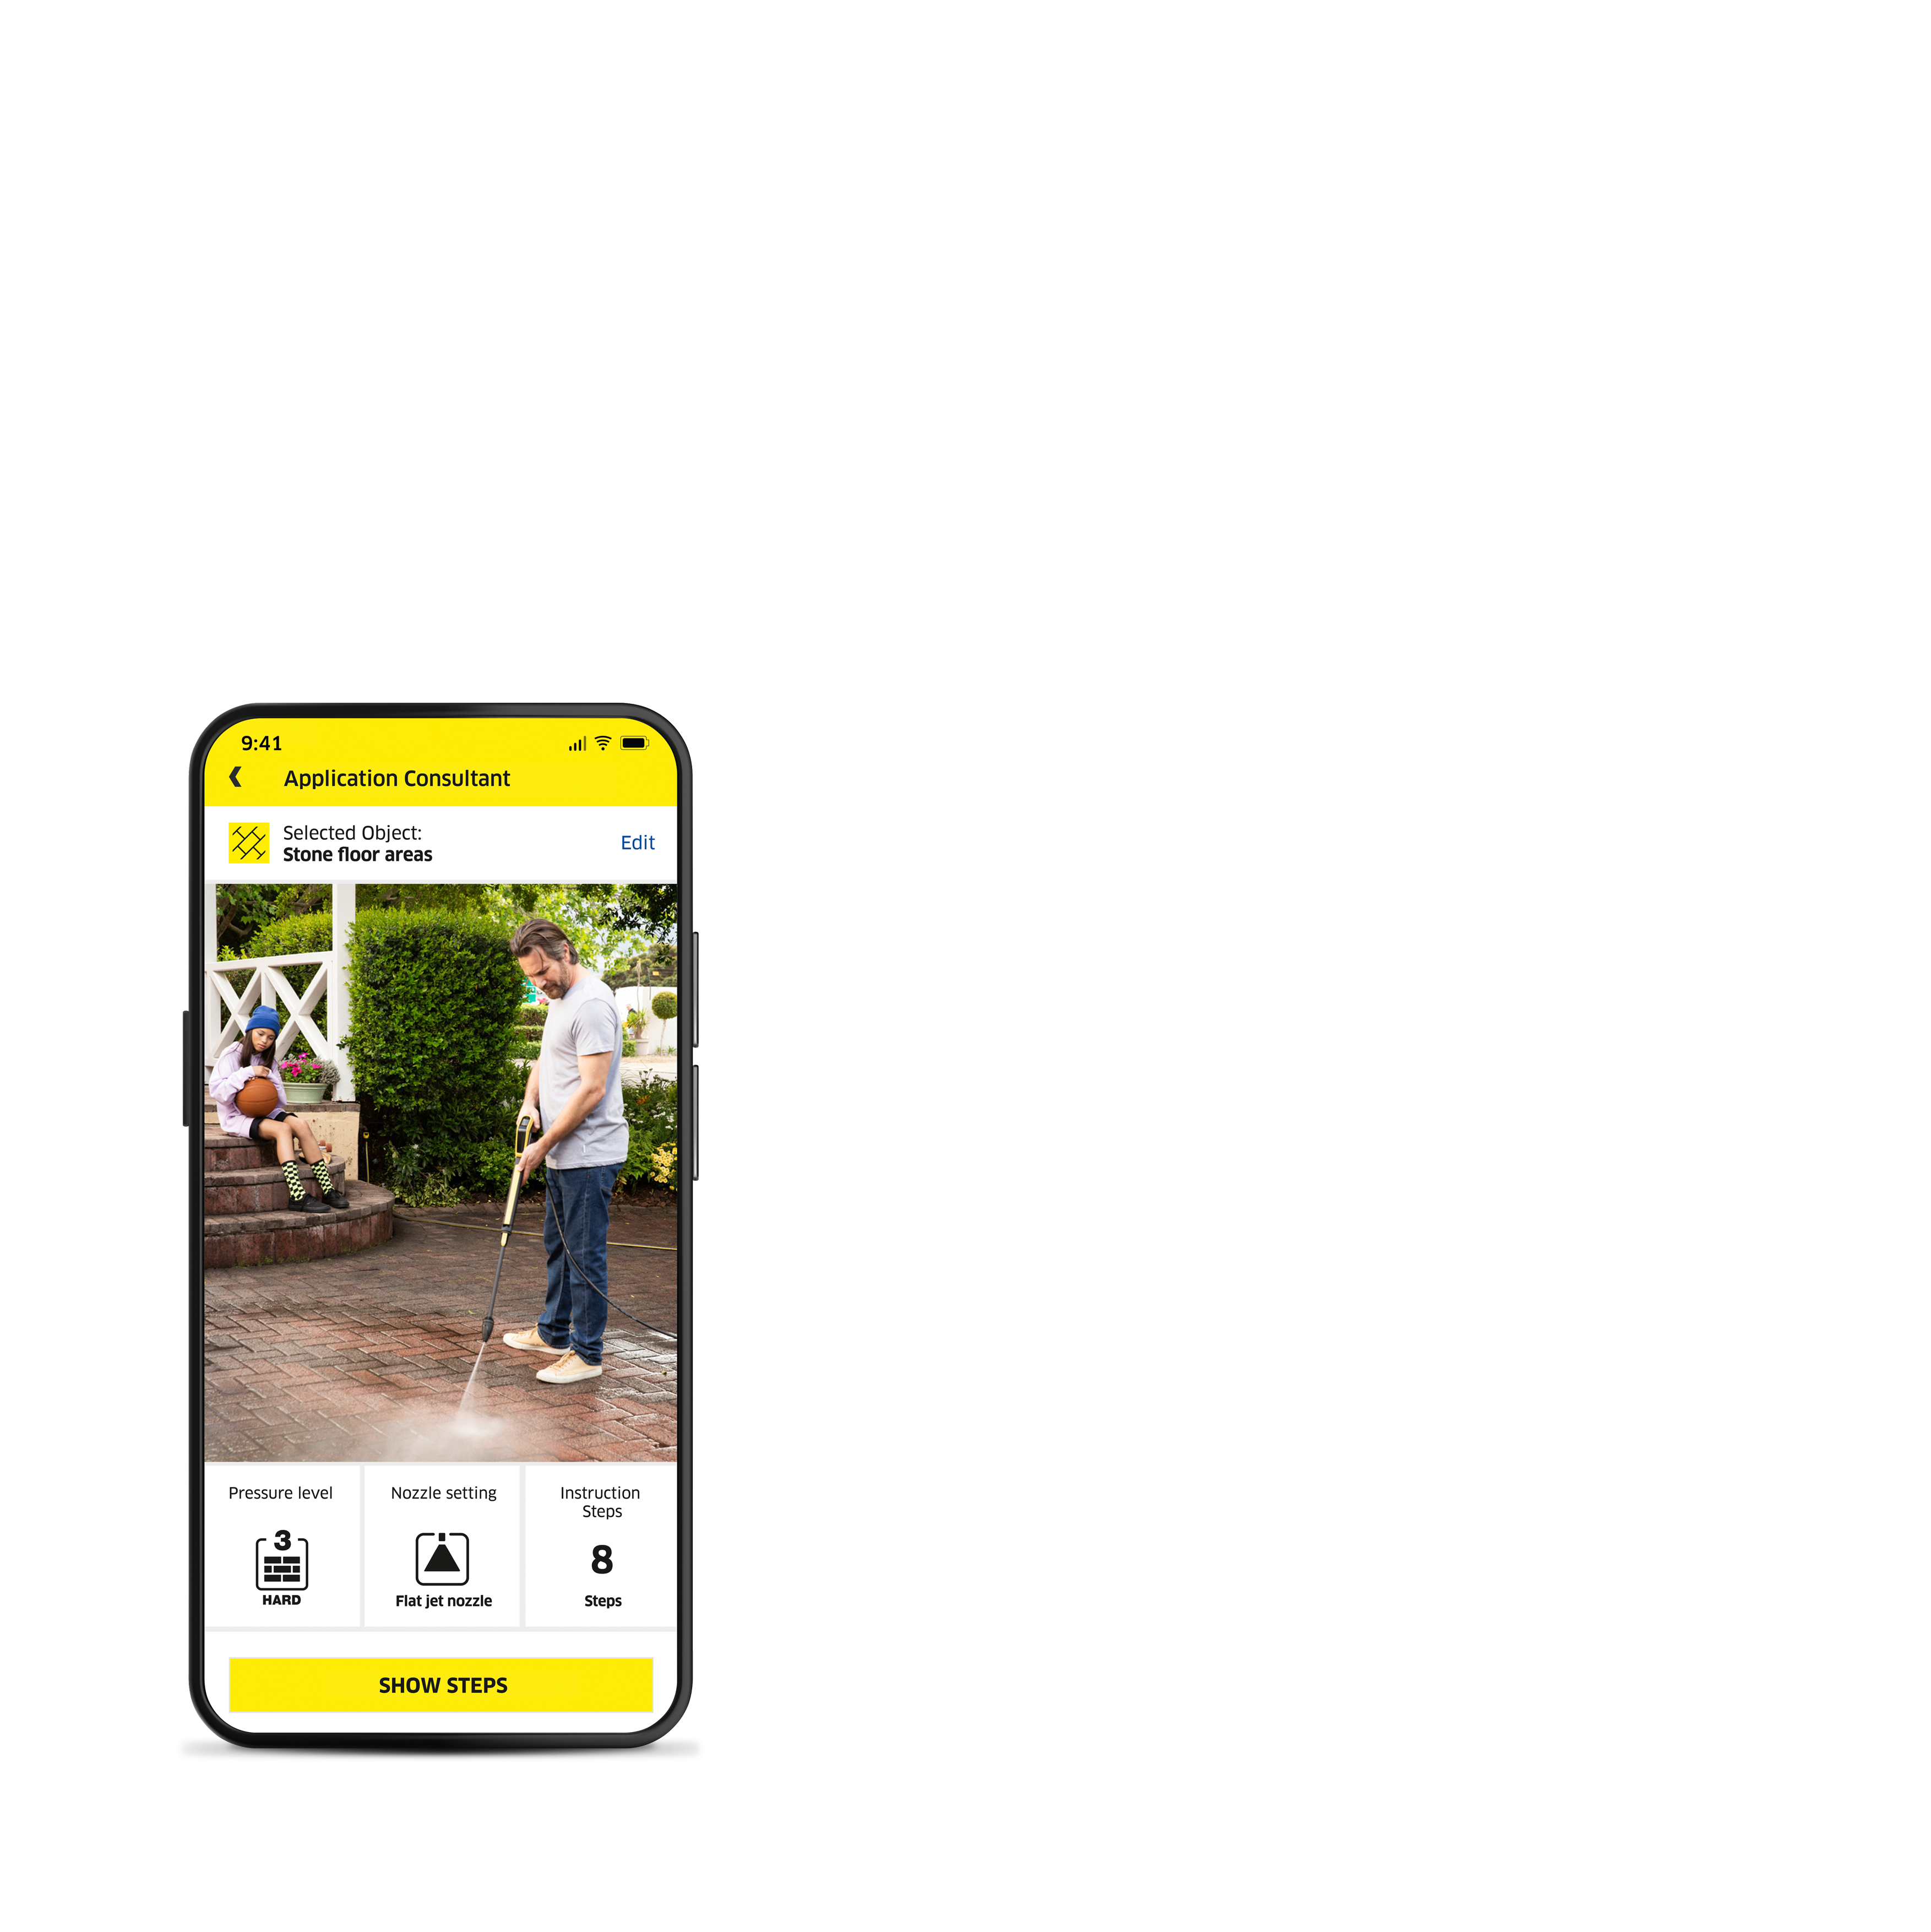 9:41
Application Consultant
Selected Object:
Stone floor areas
Edit
Pressure level
3
HARD
Nozzle setting
Flat jet nozzle
Instruction
Steps
8
Steps
SHOW STEPS